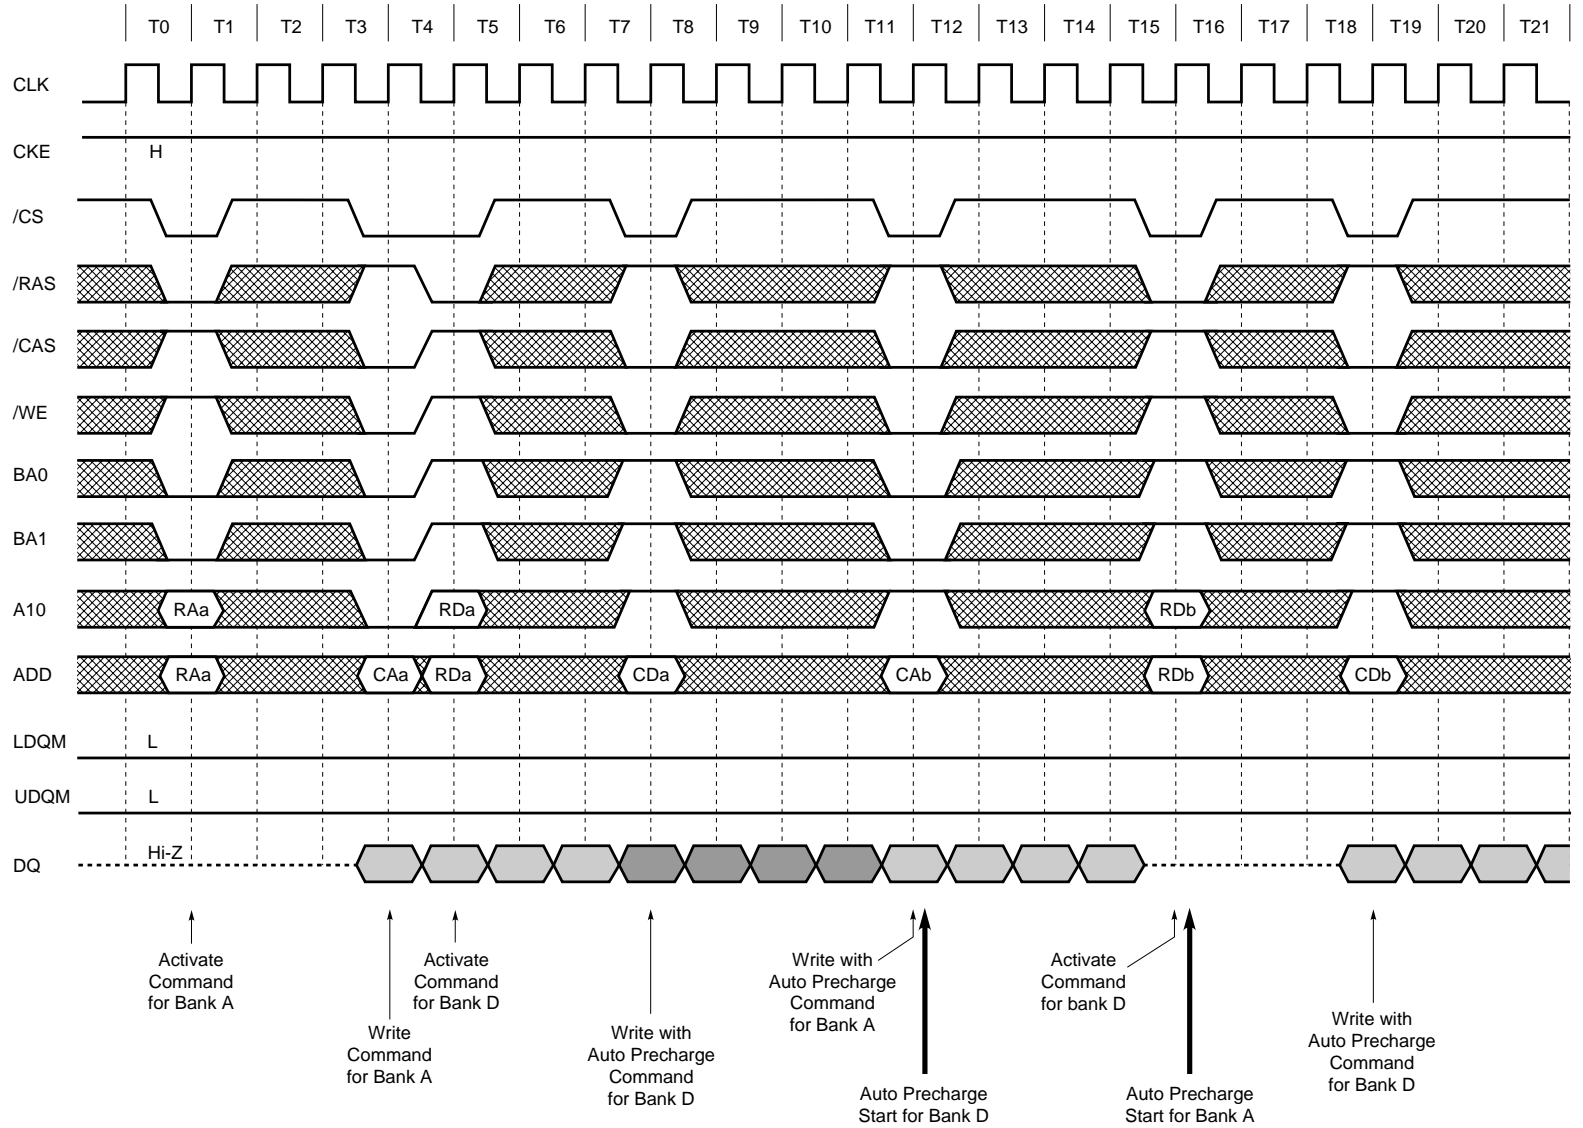 T0 T1 T2 T3 T4 T5 T6 T7 T8 T9 T10 T11 T12 T13 T14 T15 T16 T17 T18 T19 T20 T21
CLK
CKE H
/CS
/RAS
/CAS
/WE
BA0
BA1
A10 RAa RDa RDb
ADD RAa CAa RDa CDa CAb RDb CDb
LDQM L
UDQM L
DQ Hi-Z
Activate
Command
for Bank A
Write
Command
for Bank A
Activate
Command
for Bank D
Write with
Auto Precharge
Command
for Bank D
Write with
Auto Precharge
Command
for Bank A
Auto Precharge
Start for Bank D
Activate
Command
for bank D
Auto Precharge
Start for Bank A
Write with
Auto Precharge
Command
for Bank D